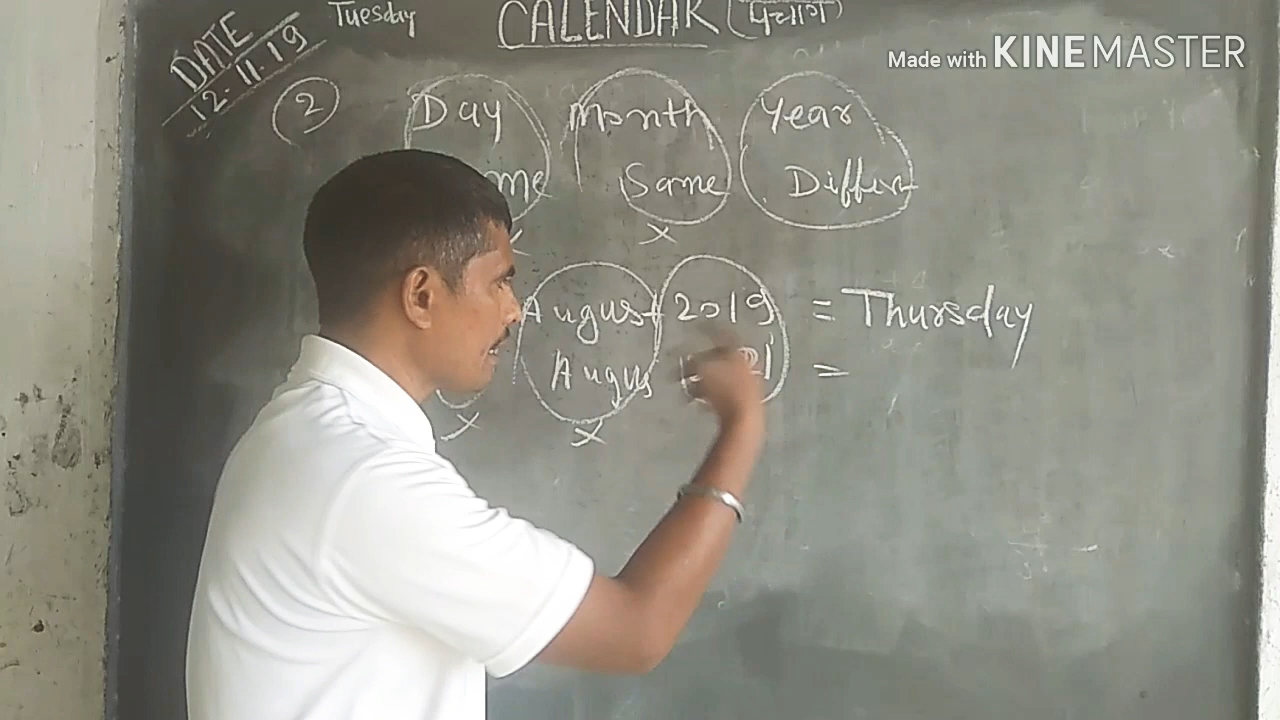 DATE
12.11.19
Tuesday
CALENDAR (पंचांग)
Made with KINEMASTER
2
Day Month Year
me Same Differ
x x
August 2019 = Thursday
Augus =
x x